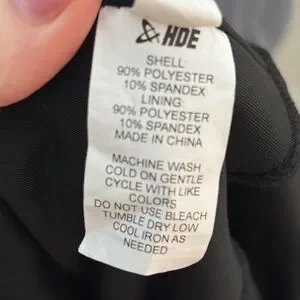 HDE
SHELL
90% POLYESTER
10% SPANDEX
LINING:
90% POLYESTER
10% SPANDEX
MADE IN CHINA
MACHINE WASH
COLD ON GENTLE
CYCLE WITH LIKE
COLORS
DO NOT USE BLEACH
TUMBLE DRY LOW
COOL IRON AS
NEEDED